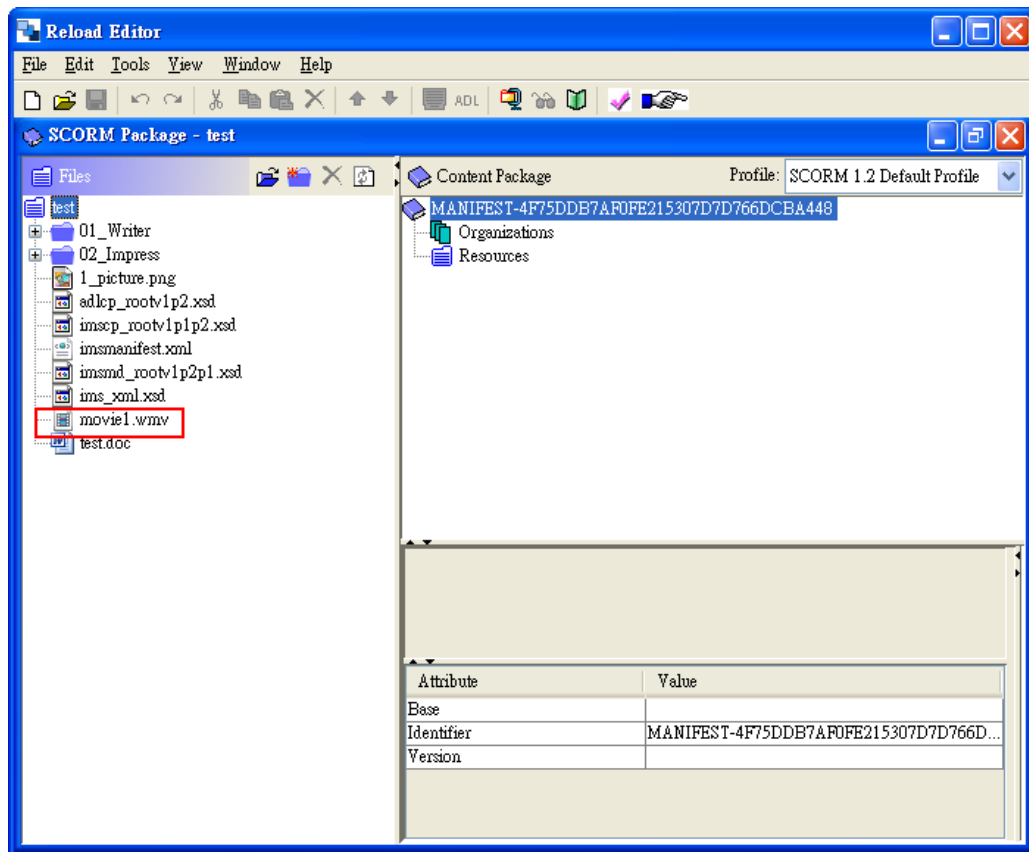 Reload Editor
File Edit Tools View Window Help
ADL
SCORM Package - test
Files
Content Package Profile: SCORM 1.2 Default Profile
test
01_Writer
02_Impress
1_picture.png
adlcp_rootv1p2.xsd
imscp_rootv1p1p2.xsd
imsmanifest.xml
imsmd_rootv1p2p1.xsd
ims_xml.xsd
movie1.wmv
test.doc
MANIFEST-4F75DDB7AF0FE215307D7D766DCBA448
Organizations
Resources
Attribute Value
Base
Identifier MANIFEST-4F75DDB7AF0FE215307D7D766D...
Version